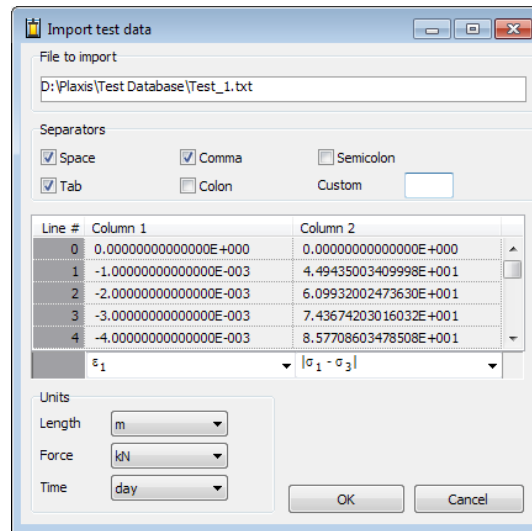 Import test data
File to import
D:\Plaxis\Test Database\Test_1.txt
Separators
Space Comma Semicolon
Tab Colon Custom
Line # Column 1 Column 2
0 0.00000000000000E+000 0.00000000000000E+000
1 -1.00000000000000E-003 4.49435003409998E+001
2 -2.00000000000000E-003 6.09932002473630E+001
3 -3.00000000000000E-003 7.43674203016032E+001
4 -4.00000000000000E-003 8.57708603478508E+001
ε1 |σ1 - σ3|
Units
Length m
Force kN
Time day
OK Cancel